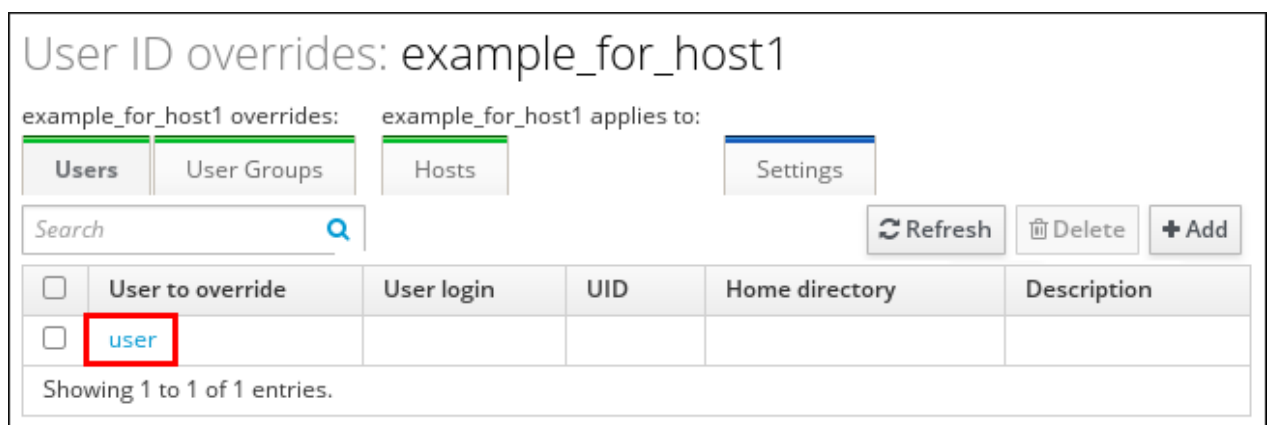 User ID overrides: example_for_host1
example_for_host1 overrides: example_for_host1 applies to:
Users User Groups Hosts Settings
Search Refresh Delete Add
User to override User login UID Home directory Description
user
Showing 1 to 1 of 1 entries.